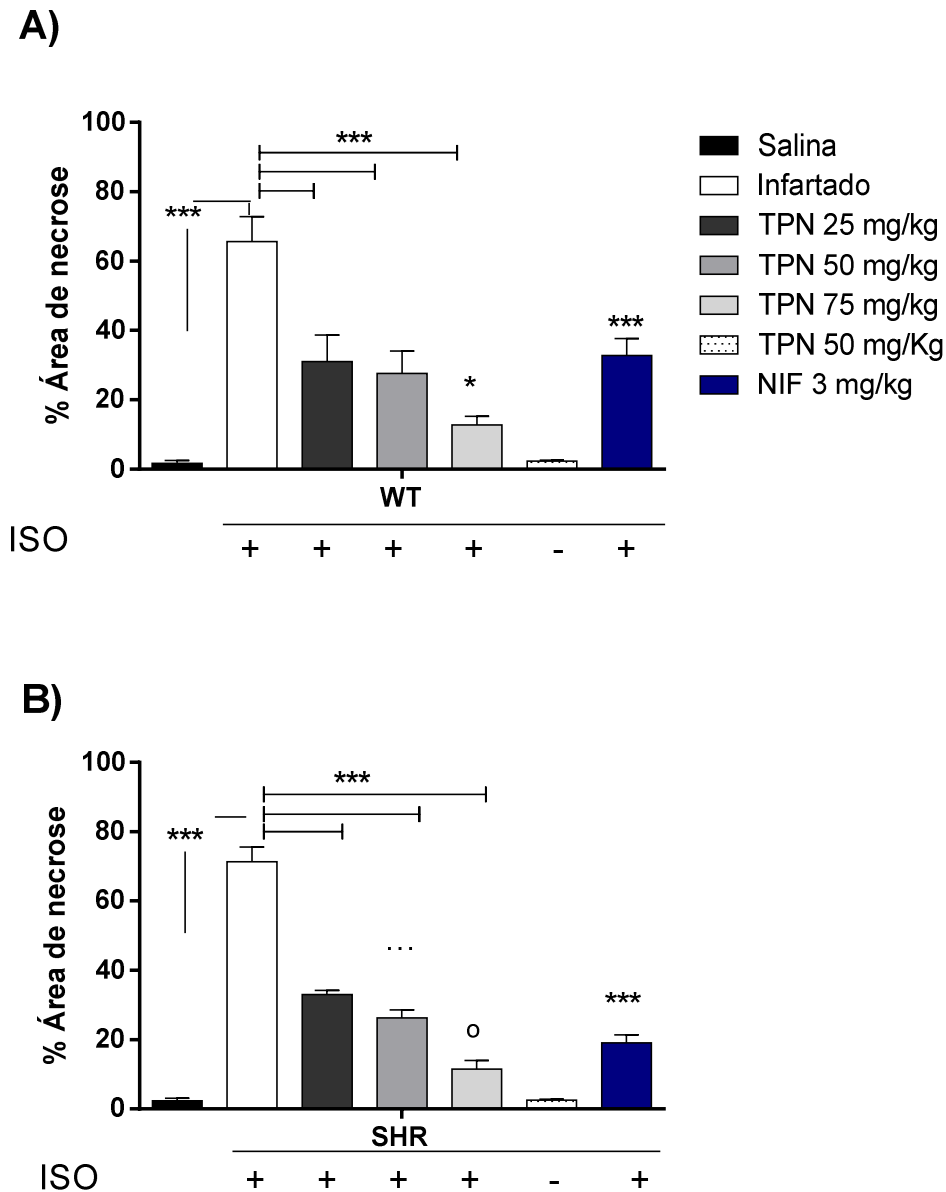 A)
% Área de necrose
100
80
60
40
20
0
***
***
*
***
WT
ISO
+ + + + - +
Salina
Infartado
TPN 25 mg/kg
TPN 50 mg/kg
TPN 75 mg/kg
TPN 50 mg/Kg
NIF 3 mg/kg
B)
% Área de necrose
100
80
60
40
20
0
***
***
...
o
***
SHR
ISO
+ + + + - +